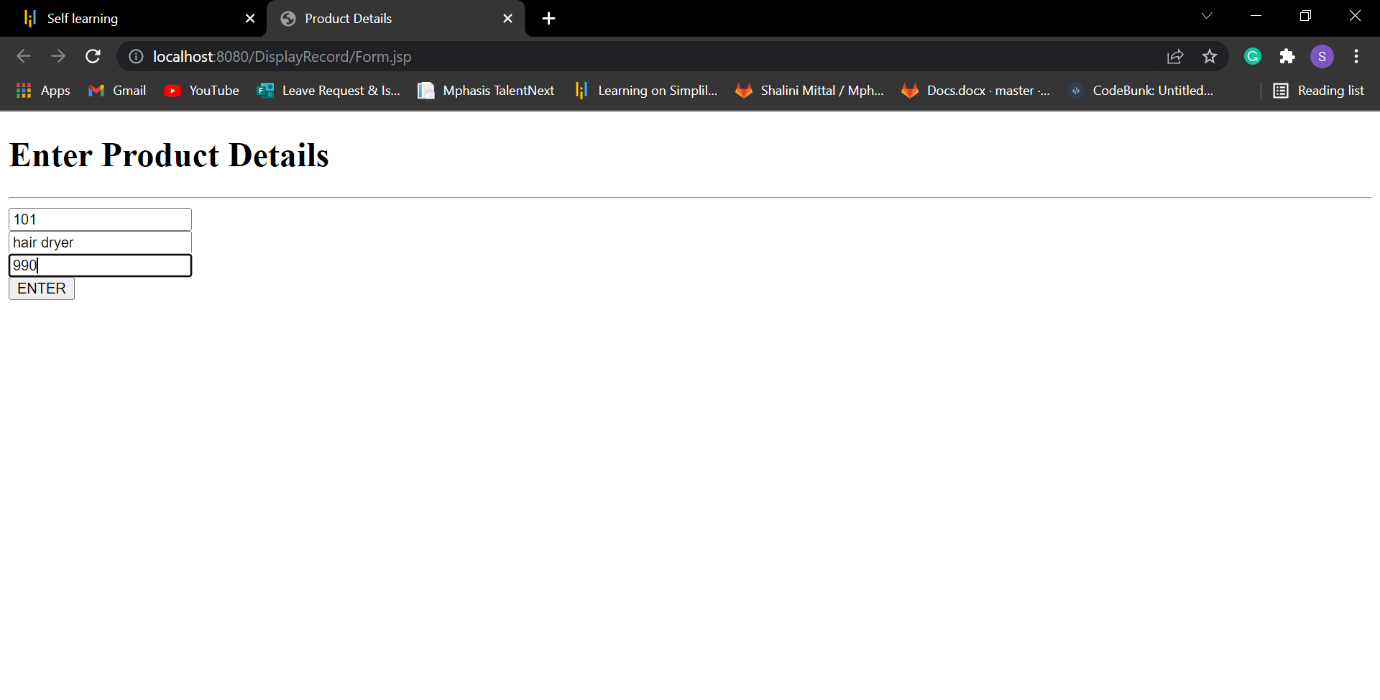 Self learning
Product Details
localhost:8080/DisplayRecord/Form.jsp
G
S
Apps
Gmail
YouTube
Leave Request & Is...
Mphasis TalentNext
Learning on Simplil...
Shalini Mittal / Mph...
Docs.docx · master ·...
CodeBunk: Untitled...
Reading list
Enter Product Details
101
hair dryer
990
ENTER